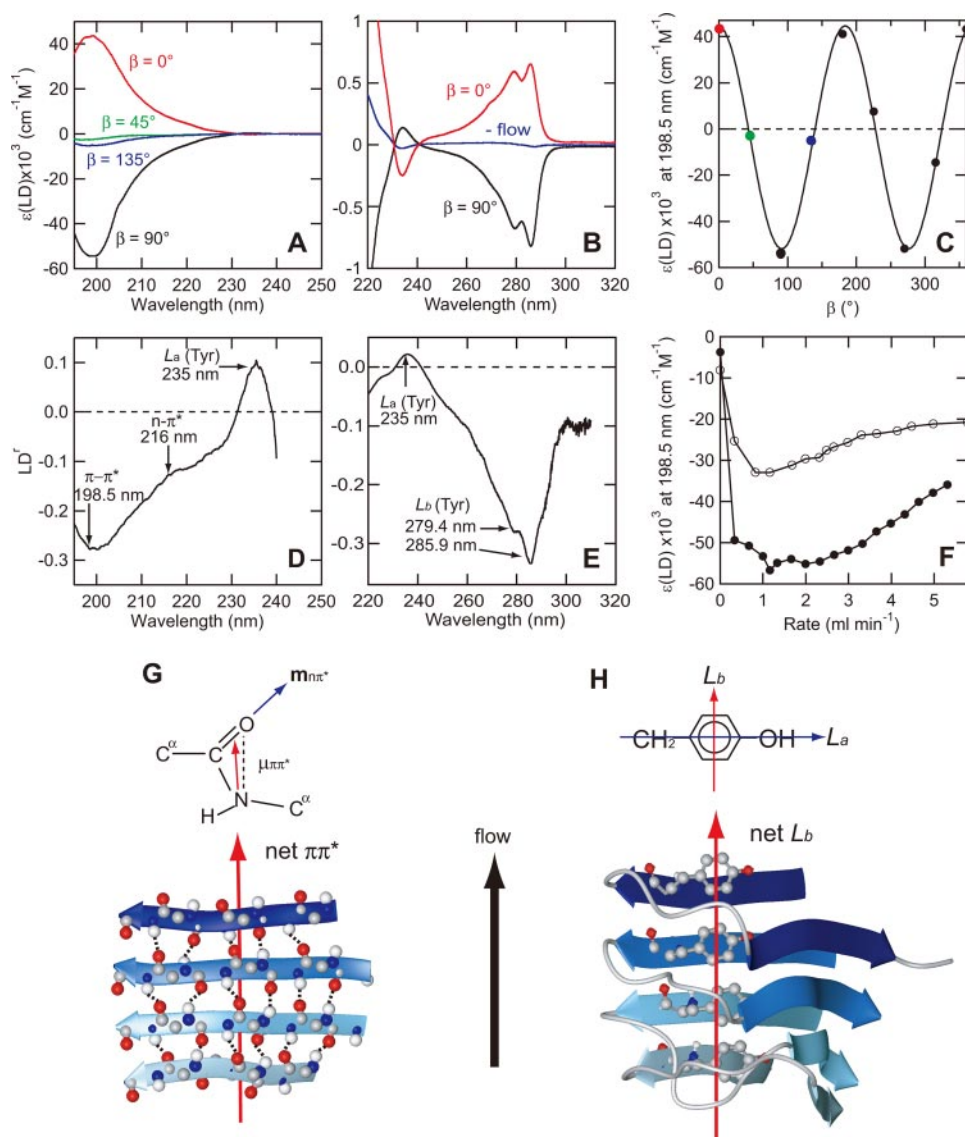 ε(LD)x10³ (cm⁻¹M⁻¹)
40
20
0
-20
-40
-60
β = 0°
β = 45°
β = 135°
β = 90°
A
200 210 220 230 240 250
Wavelength (nm)
1
0.5
0
-0.5
-1
β = 0°
- flow
β = 90°
B
220 240 260 280 300 320
Wavelength (nm)
ε(LD) x10³ at 198.5 nm (cm⁻¹M⁻¹)
40
20
0
-20
-40
-60
C
0 100 200 300
β (°)
LDʳ
0.1
0.0
-0.1
-0.2
-0.3
La (Tyr)
235 nm
n-π*
216 nm
π-π*
198.5 nm
D
200 210 220 230 240 250
Wavelength (nm)
0.0
-0.1
-0.2
-0.3
La (Tyr)
235 nm
Lb (Tyr)
279.4 nm
285.9 nm
E
220 240 260 280 300 310
Wavelength (nm)
ε(LD) x10³ at 198.5 nm (cm⁻¹M⁻¹)
0
-10
-20
-30
-40
-50
-60
F
0 1 2 3 4 5
Rate (ml min⁻¹)
G
mnπ*
O
Cα C
μππ*
N
H Cα
net ππ*
flow
H
Lb
CH2 OH La
net Lb